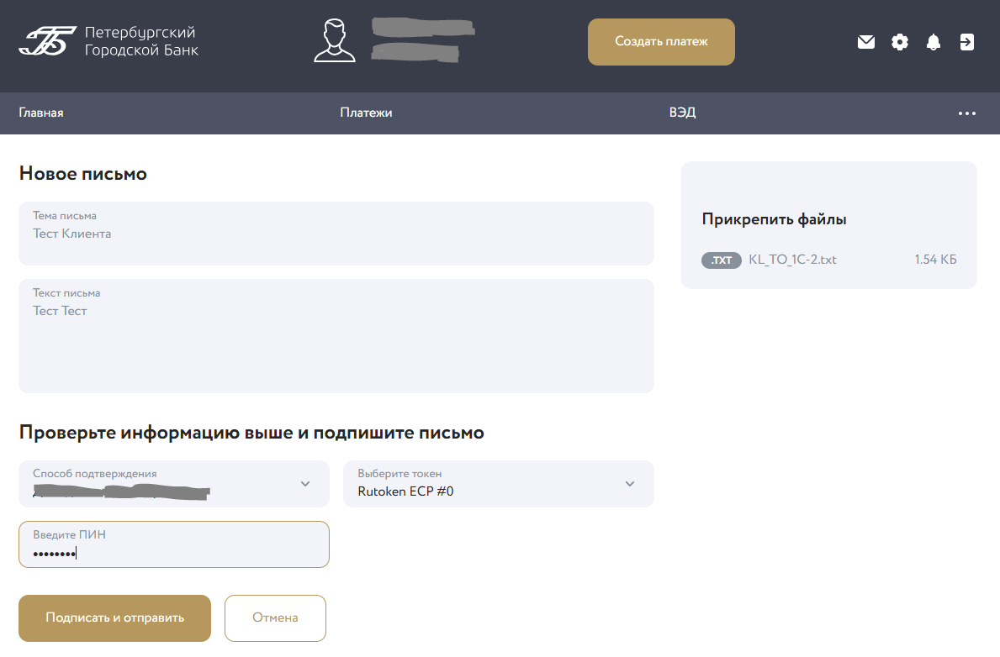 Петербургский
Городской Банк
Создать платеж
Главная
Платежи
ВЭД
Новое письмо
Тема письма
Тест Клиента
Текст письма
Тест Тест
Прикрепить файлы
.TXT KL_TO_1C-2.txt 1.54 КБ
Проверьте информацию выше и подпишите письмо
Способ подтверждения
Выберите токен
Rutoken ECP #0
Введите ПИН
••••••••
Подписать и отправить
Отмена